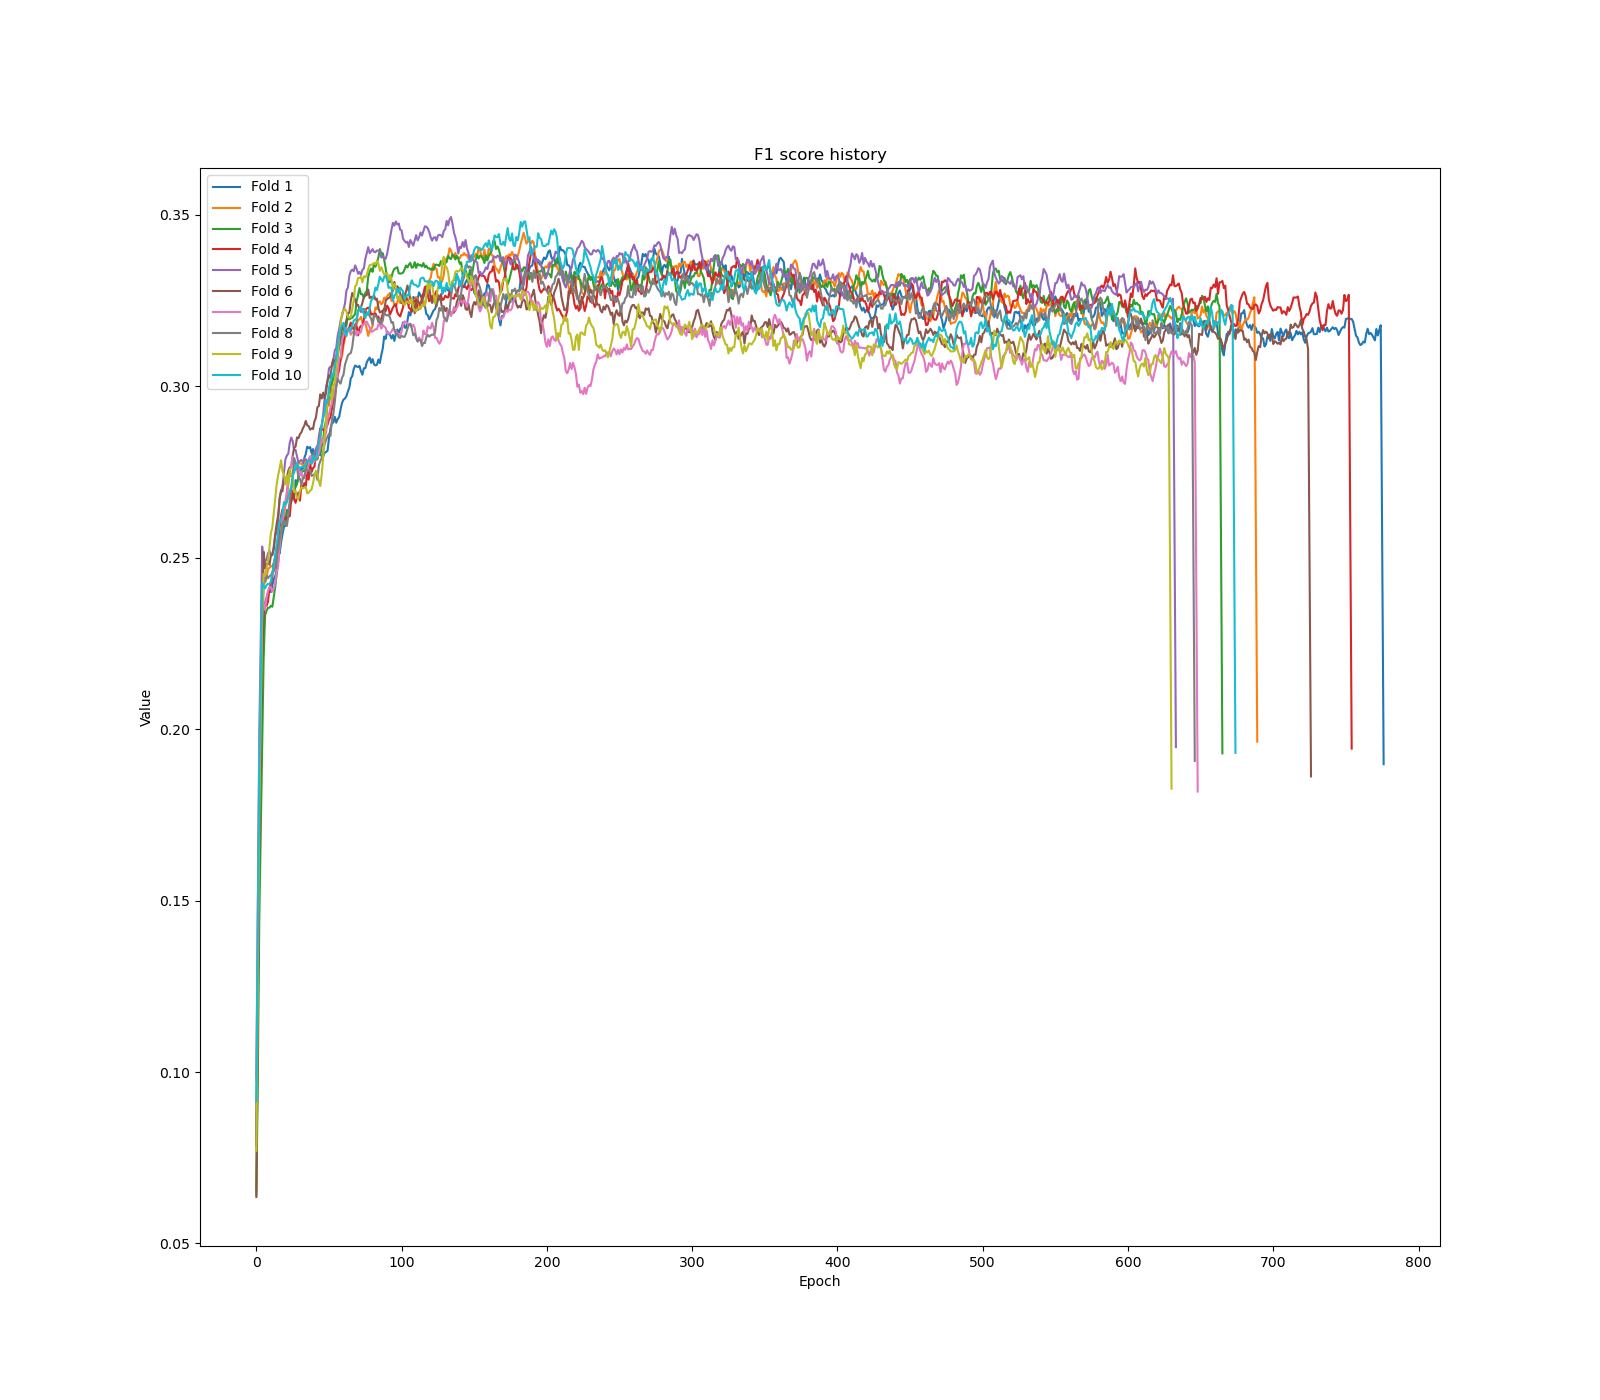 F1 score history
Fold 1
Fold 2
Fold 3
Fold 4
Fold 5
Fold 6
Fold 7
Fold 8
Fold 9
Fold 10
0.35
0.30
0.25
0.20
0.15
0.10
0.05
Value
0 100 200 300 400 500 600 700 800
Epoch